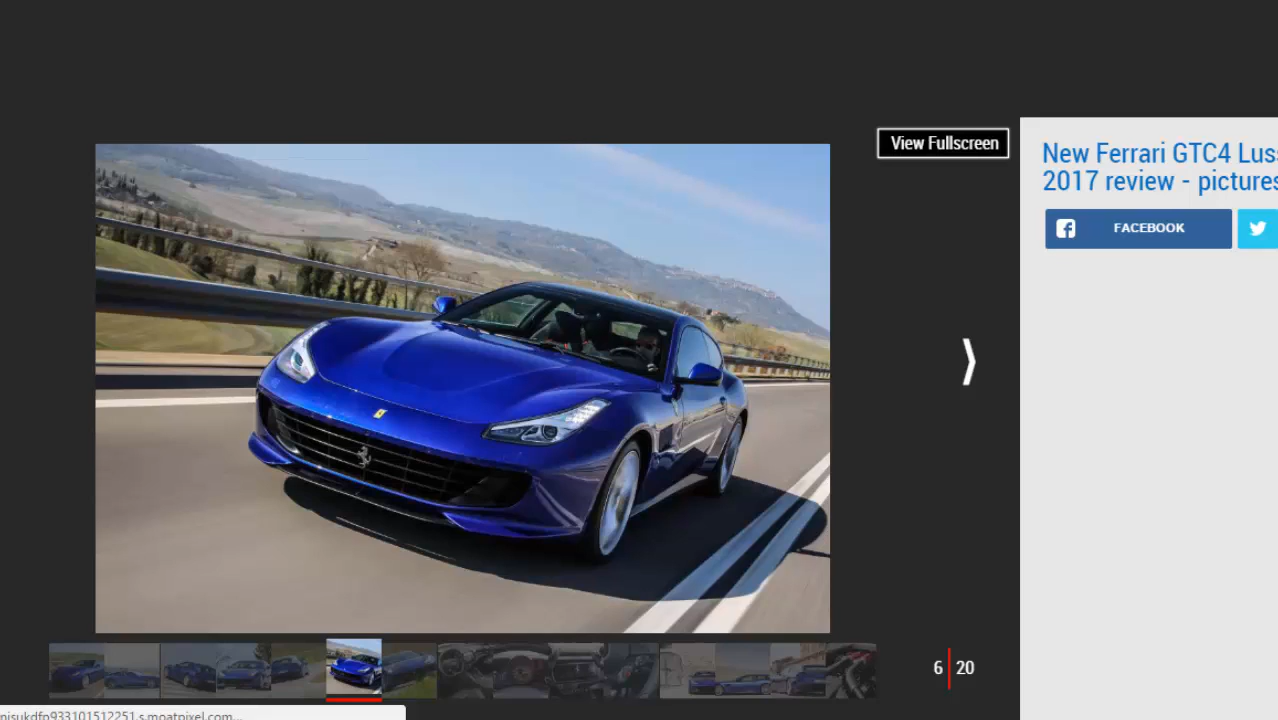 View Fullscreen
New Ferrari GTC4 Luss
2017 review - pictures
FACEBOOK
6 20